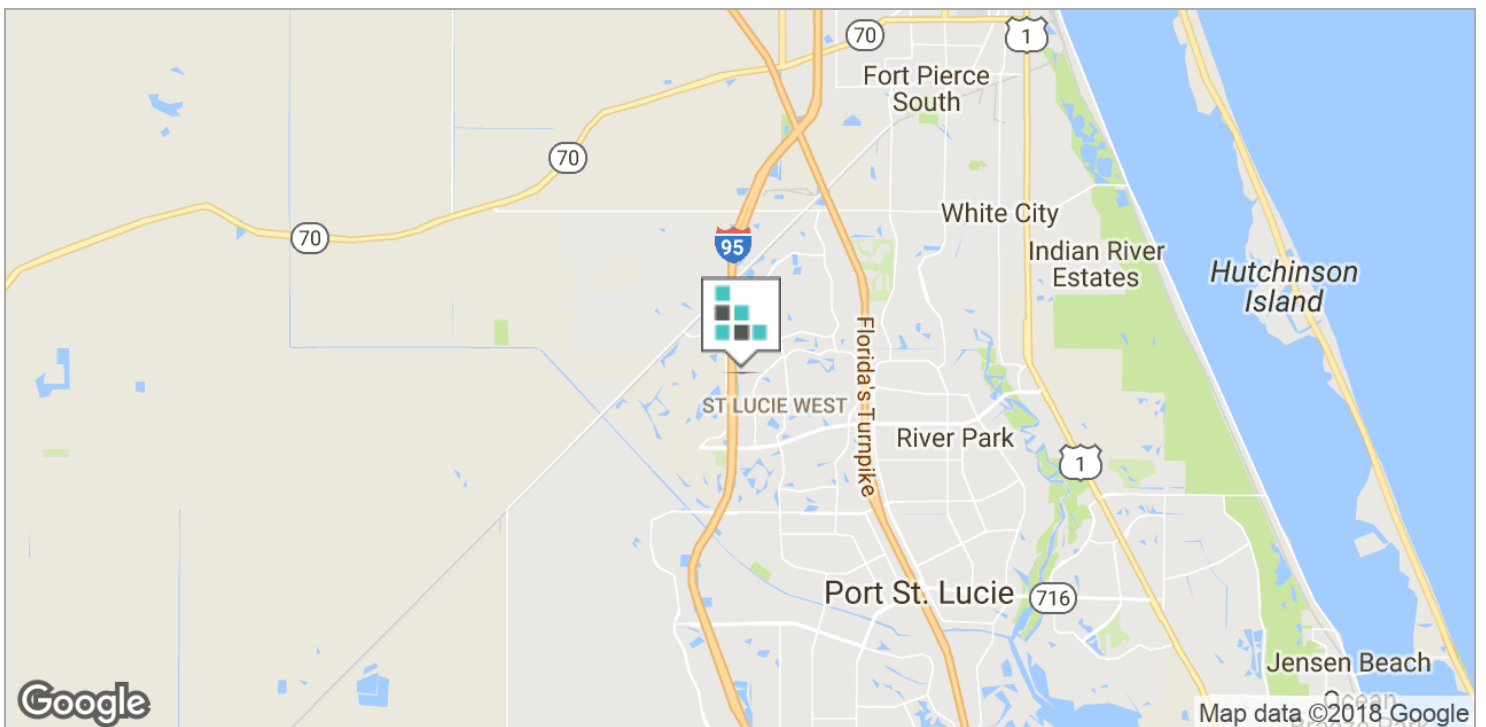 70
1
Fort Pierce
South
70
White City
70
95
Indian River
Estates
Hutchinson
Island
Florida's Turnpike
ST LUCIE WEST
River Park
1
Port St. Lucie
716
Jensen Beach
Ocean
Google
Map data ©2018 Google